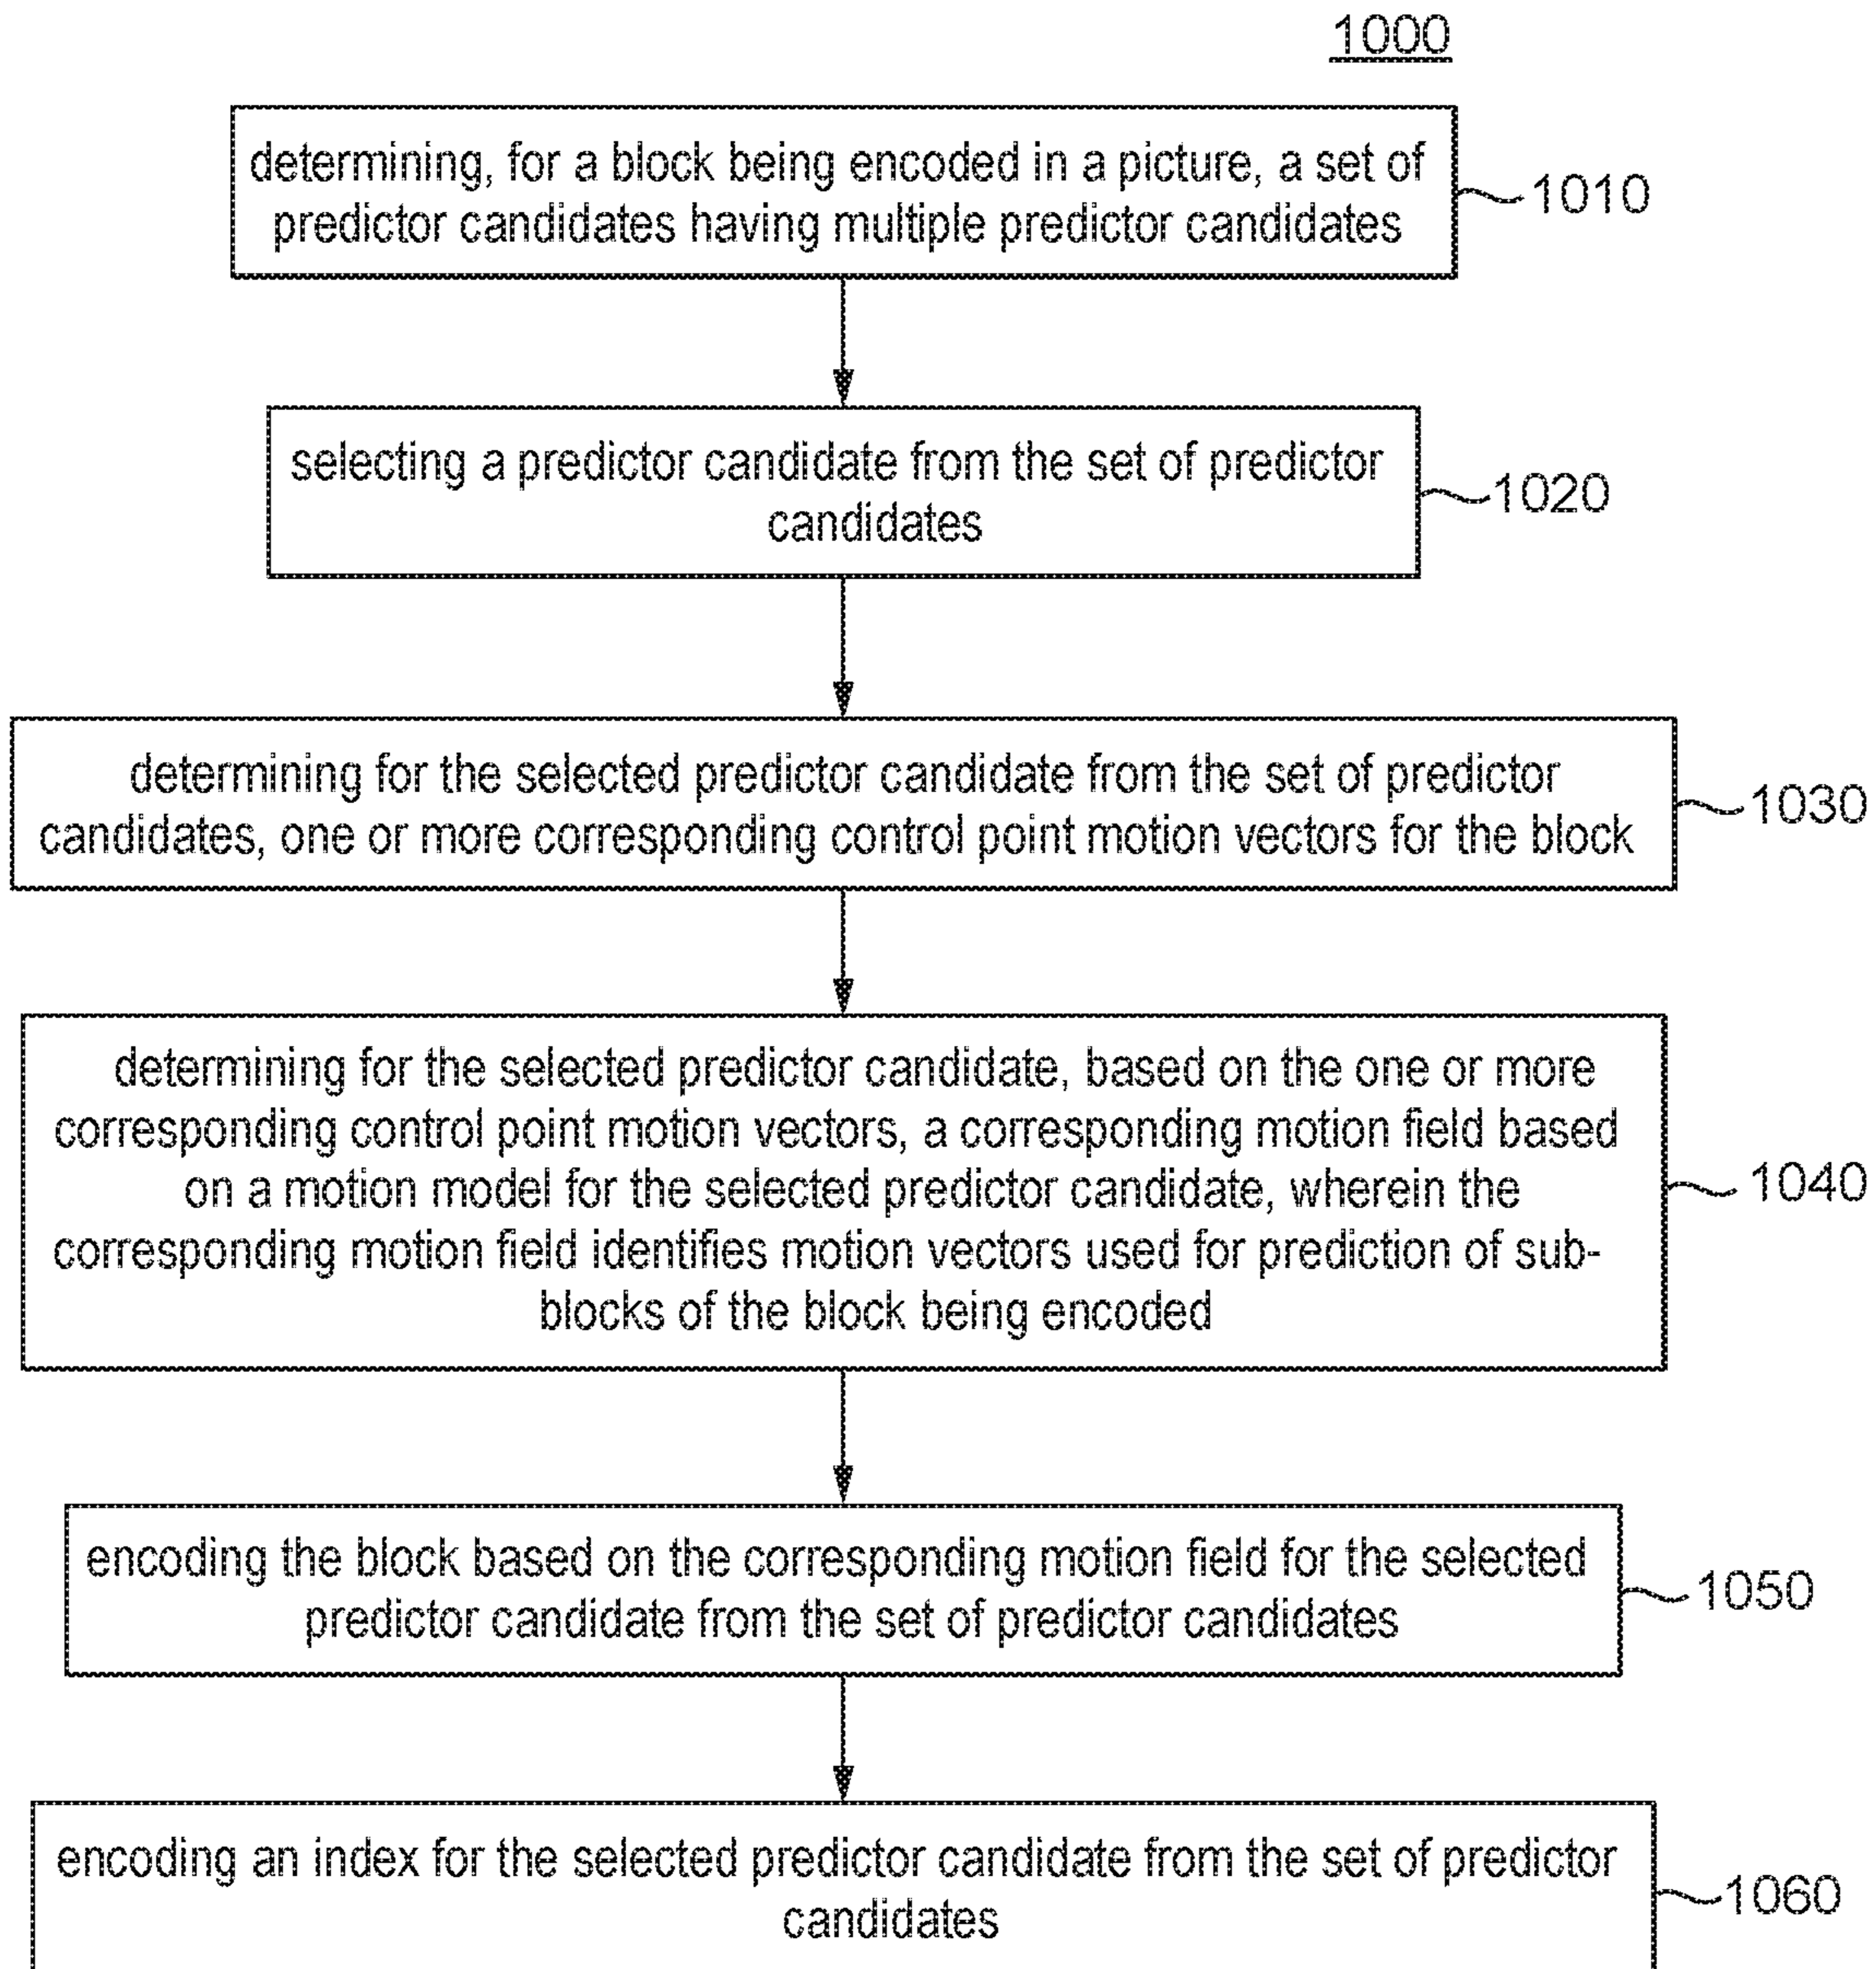 1000
determining, for a block being encoded in a picture, a set of
predictor candidates having multiple predictor candidates
1010
selecting a predictor candidate from the set of predictor
candidates
1020
determining for the selected predictor candidate from the set of predictor
candidates, one or more corresponding control point motion vectors for the block
1030
determining for the selected predictor candidate, based on the one or more
corresponding control point motion vectors, a corresponding motion field based
on a motion model for the selected predictor candidate, wherein the
corresponding motion field identifies motion vectors used for prediction of sub-
blocks of the block being encoded
1040
encoding the block based on the corresponding motion field for the selected
predictor candidate from the set of predictor candidates
1050
encoding an index for the selected predictor candidate from the set of predictor
candidates
1060